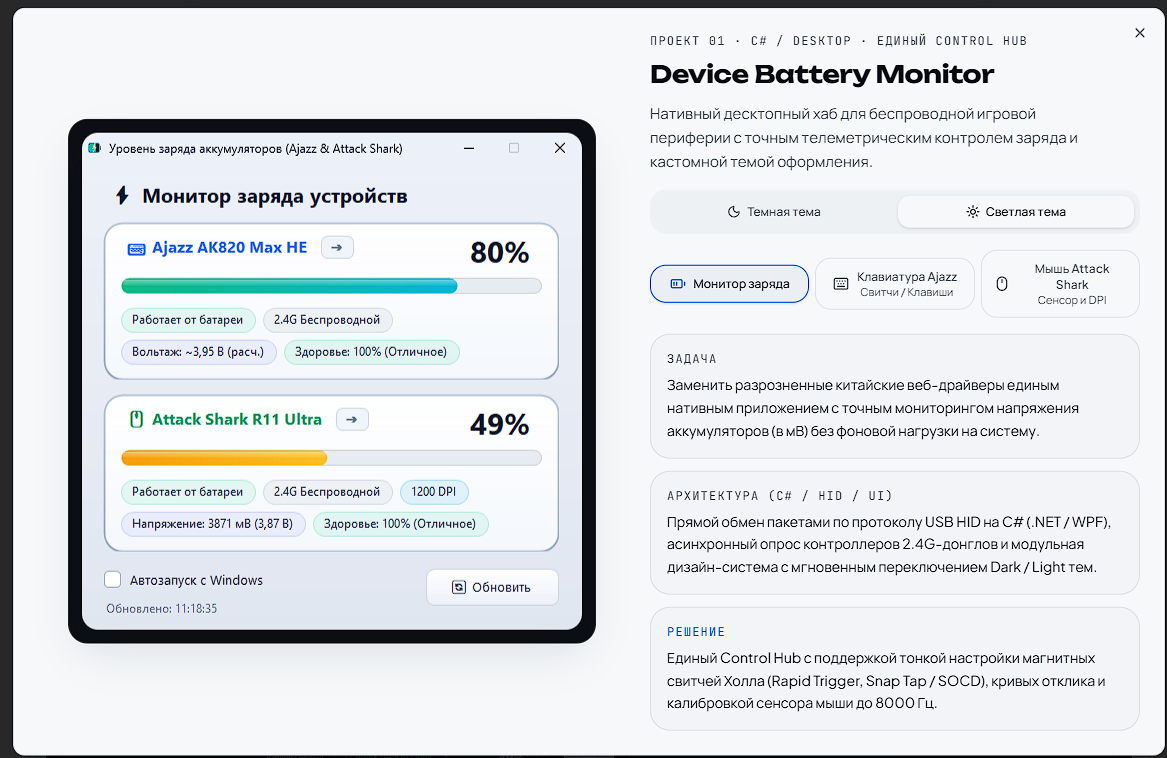 Уровень заряда аккумуляторов (Ajazz & Attack Shark)
Монитор заряда устройств
Ajazz AK820 Max HE → 80%
Работает от батареи 2.4G Беспроводной
Вольтаж: ~3,95 В (расч.) Здоровье: 100% (Отличное)
Attack Shark R11 Ultra → 49%
Работает от батареи 2.4G Беспроводной 1200 DPI
Напряжение: 3871 мВ (3,87 В) Здоровье: 100% (Отличное)
Автозапуск с Windows
Обновить
Обновлено: 11:18:35
ПРОЕКТ 01 · C# / DESKTOP · ЕДИНЫЙ CONTROL HUB
Device Battery Monitor
Нативный десктопный хаб для беспроводной игровой
периферии с точным телеметрическим контролем заряда и
кастомной темой оформления.
Темная тема
Светлая тема
Монитор заряда
Клавиатура Ajazz
Свитчи / Клавиши
Мышь Attack
Shark
Сенсор и DPI
ЗАДАЧА
Заменить разрозненные китайские веб-драйверы единым
нативным приложением с точным мониторингом напряжения
аккумуляторов (в мВ) без фоновой нагрузки на систему.
АРХИТЕКТУРА (C# / HID / UI)
Прямой обмен пакетами по протоколу USB HID на C# (.NET / WPF),
асинхронный опрос контроллеров 2.4G-донглов и модульная
дизайн-система с мгновенным переключением Dark / Light тем.
РЕШЕНИЕ
Единый Control Hub с поддержкой тонкой настройки магнитных
свитчей Холла (Rapid Trigger, Snap Tap / SOCD), кривых отклика и
калибровкой сенсора мыши до 8000 Гц.